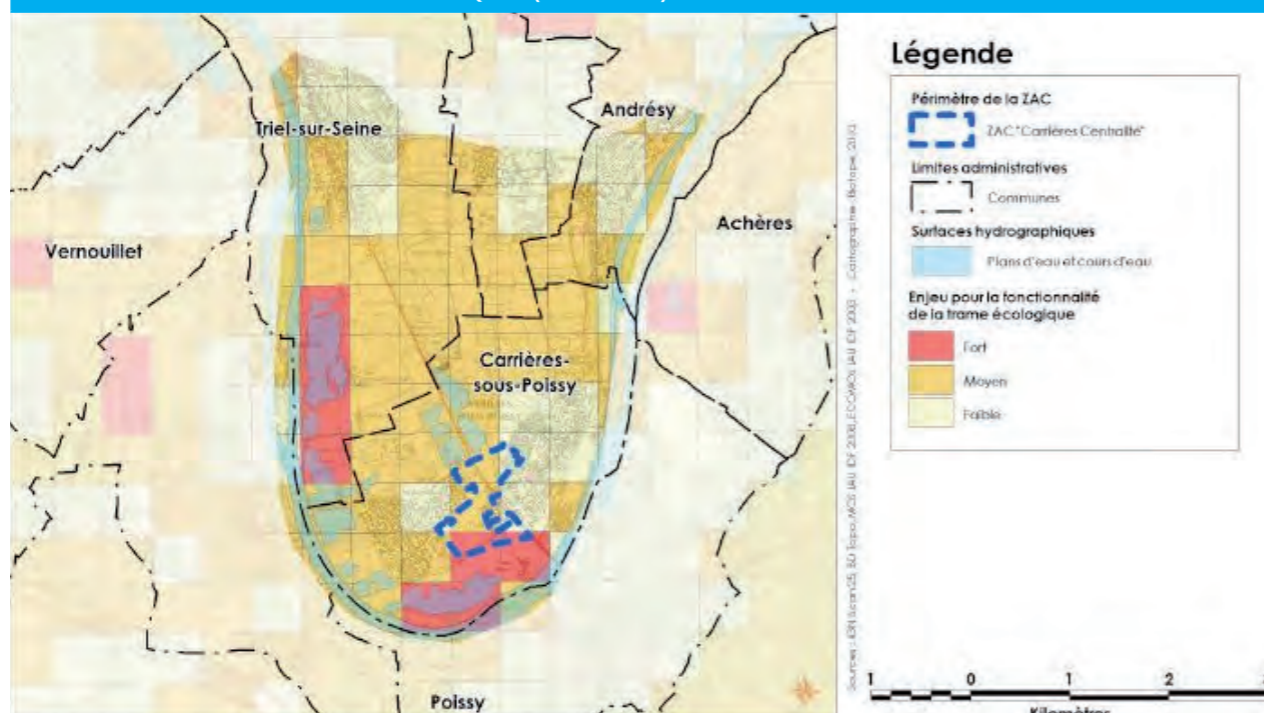 Triel-sur-Seine
Andrésy
Vernouillet
Achères
Carrières-
sous-Poissy
Poissy
Légende
Périmètre de la ZAC
ZAC "Carrières Centralité"
Limites administratives
Communes
Surfaces hydrographiques
Plans d'eau et cours d'eau
Enjeu pour la fonctionnalité
de la trame écologique
Fort
Moyen
Faible
1 0 1 2
Kilomètres